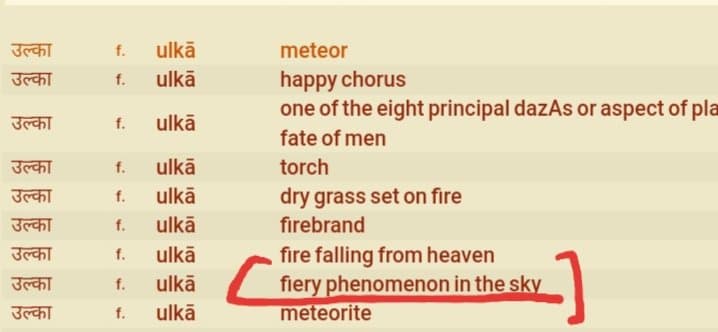 उल्का f. ulkā meteor
उल्का f. ulkā happy chorus
one of the eight principal dazAs or aspect of pla
उल्का f. ulkā
fate of men
उल्का f. ulkā torch
उल्का f. ulkā dry grass set on fire
उल्का f. ulkā firebrand
उल्का f. ulkā fire falling from heaven
उल्का f. ulkā fiery phenomenon in the sky
उल्का f. ulkā meteorite